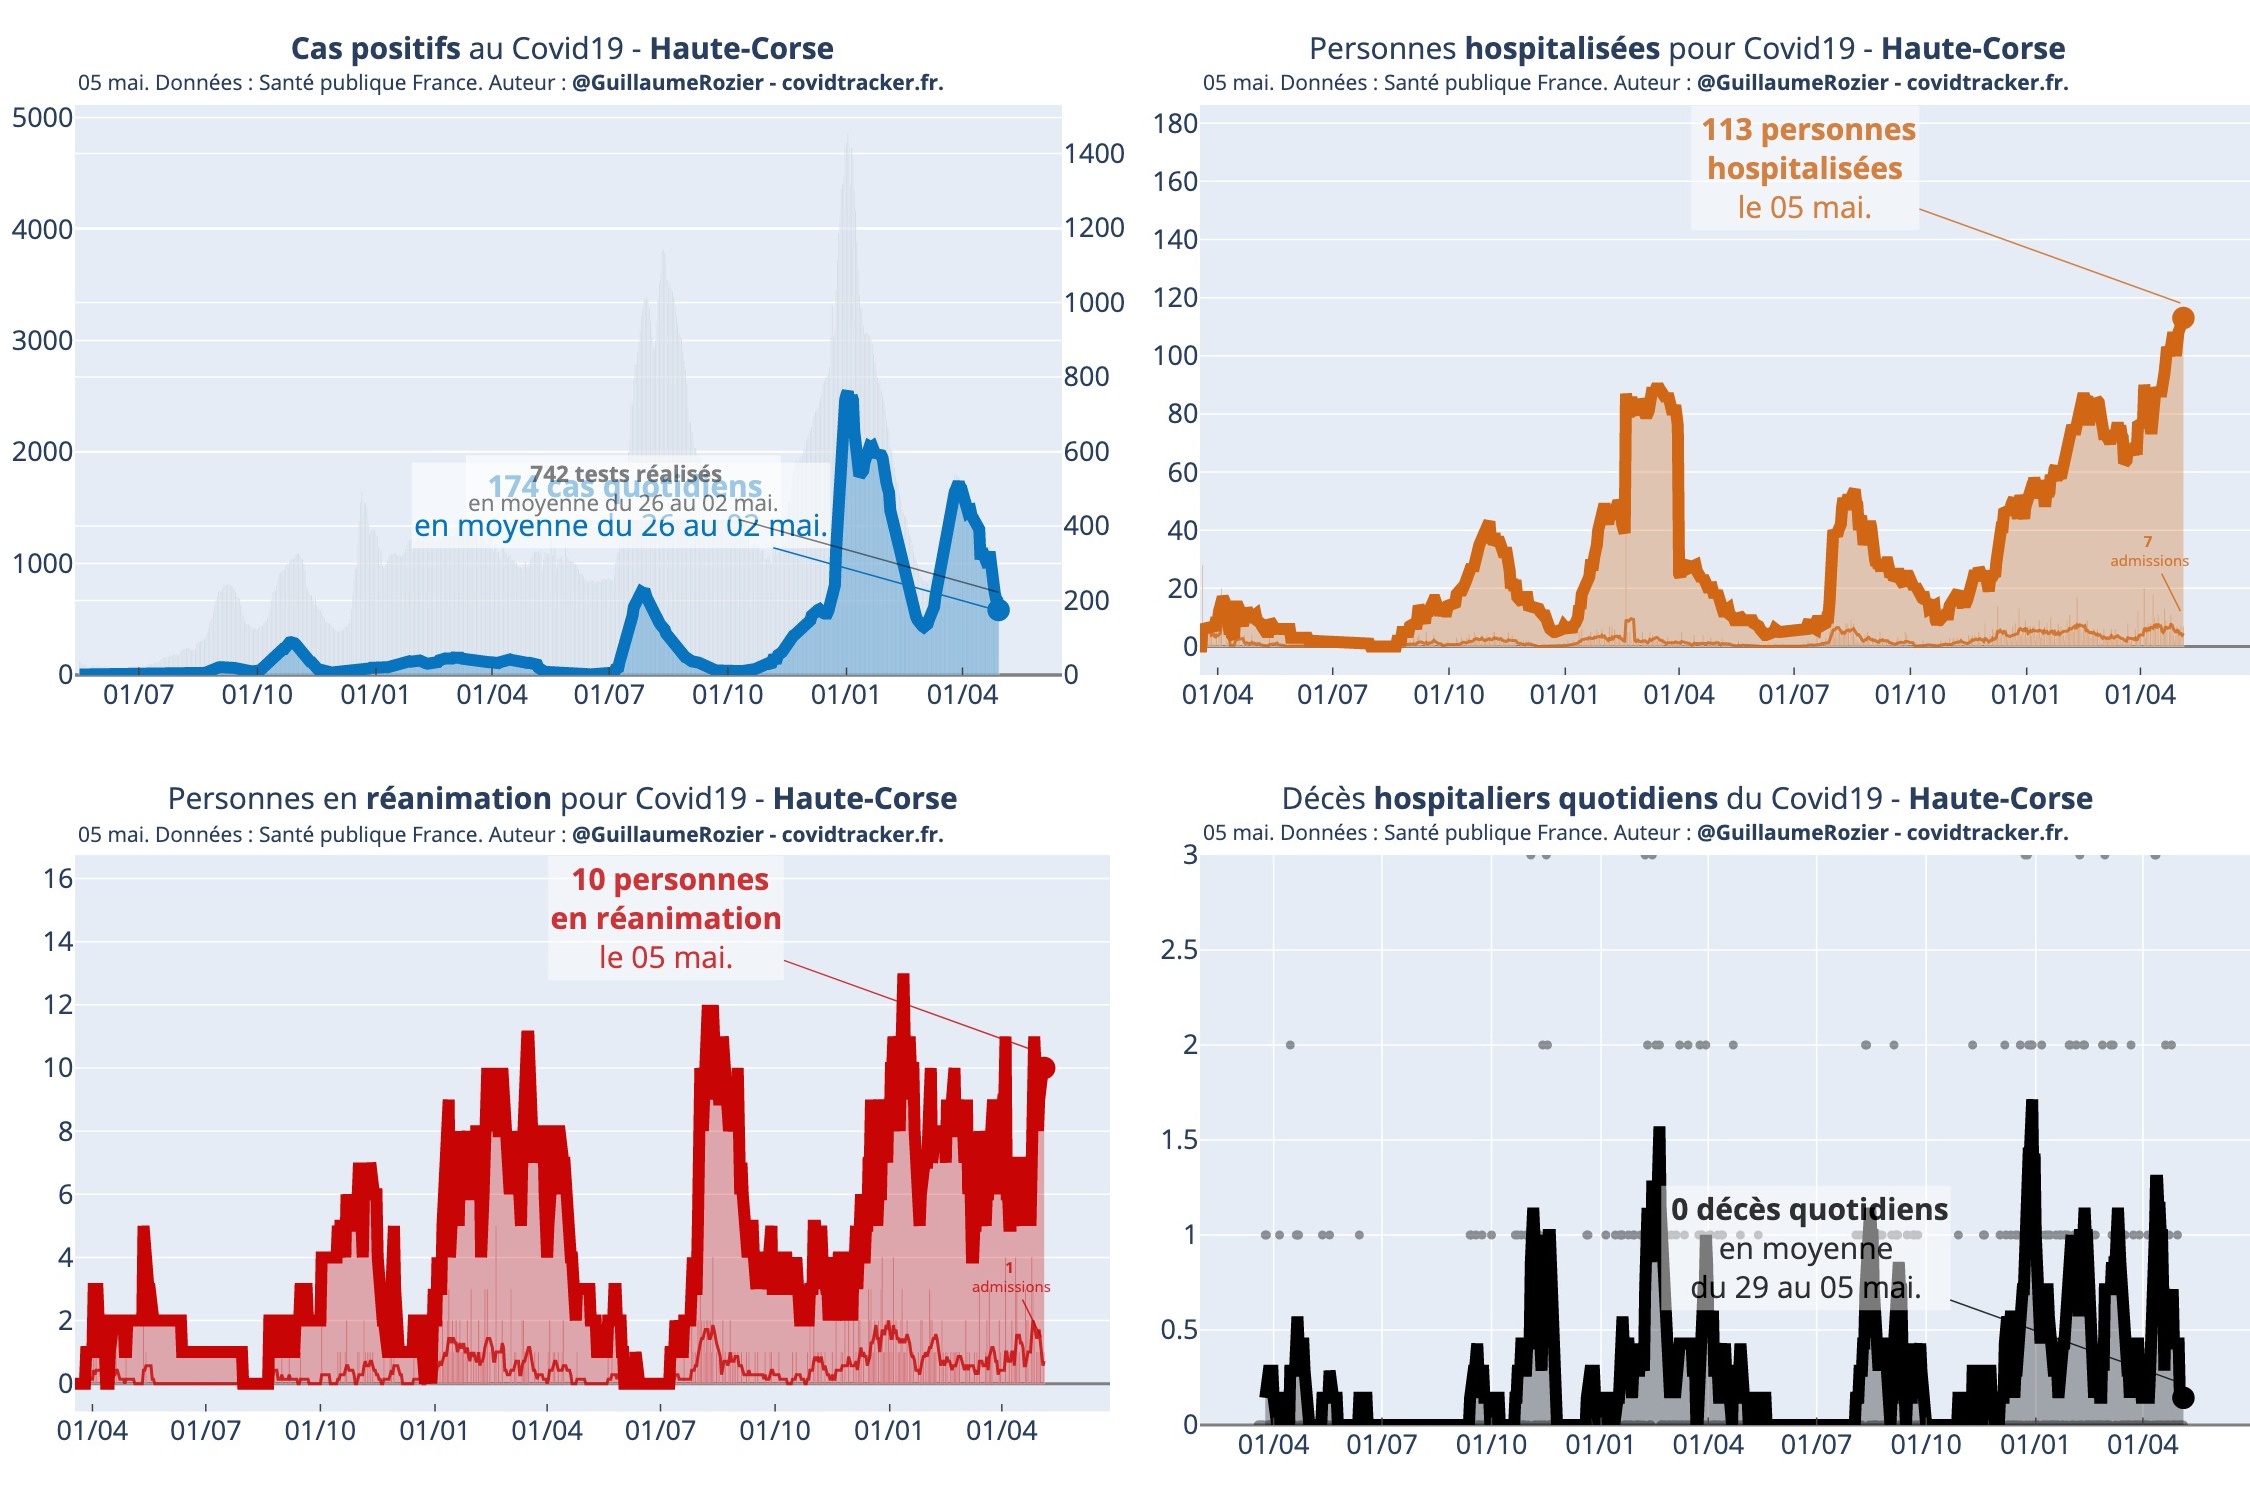 Cas positifs au Covid19 - Haute-Corse
05 mai. Données : Santé publique France. Auteur : @GuillaumeRozier - covidtracker.fr.
5000
4000
3000
2000
1000
0
1400
1200
1000
800
600
400
200
0
742 tests réalisés
174 cas quotidiens
en moyenne du 26 au 02 mai.
en moyenne du 26 au 02 mai.
01/07 01/10 01/01 01/04 01/07 01/10 01/01 01/04
Personnes hospitalisées pour Covid19 - Haute-Corse
05 mai. Données : Santé publique France. Auteur : @GuillaumeRozier - covidtracker.fr.
180
160
140
120
100
80
60
40
20
0
113 personnes
hospitalisées
le 05 mai.
7
admissions
01/04 01/07 01/10 01/01 01/04 01/07 01/10 01/01 01/04
Personnes en réanimation pour Covid19 - Haute-Corse
05 mai. Données : Santé publique France. Auteur : @GuillaumeRozier - covidtracker.fr.
16
14
12
10
8
6
4
2
0
10 personnes
en réanimation
le 05 mai.
1
admissions
01/04 01/07 01/10 01/01 01/04 01/07 01/10 01/01 01/04
Décès hospitaliers quotidiens du Covid19 - Haute-Corse
05 mai. Données : Santé publique France. Auteur : @GuillaumeRozier - covidtracker.fr.
3
2.5
2
1.5
1
0.5
0
0 décès quotidiens
en moyenne
du 29 au 05 mai.
01/04 01/07 01/10 01/01 01/04 01/07 01/10 01/01 01/04